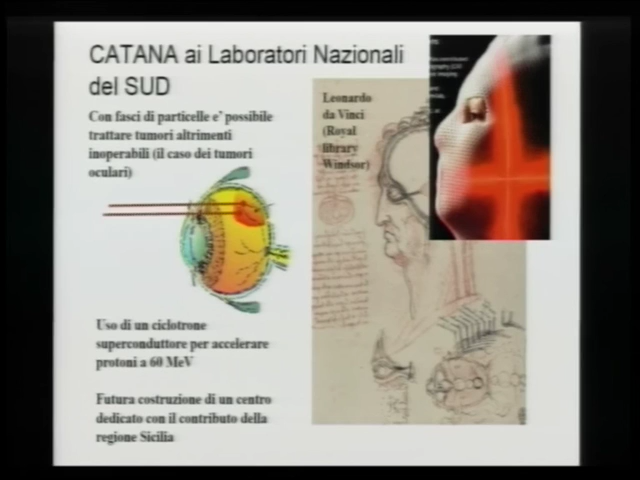 CATANA ai Laboratori Nazionali
del SUD
Con fasci di particelle e' possibile
trattare tumori altrimenti
inoperabili (il caso dei tumori
oculari)
Leonardo
da Vinci
(Royal
library
Windsor)
Uso di un ciclotrone
superconduttore per accelerare
protoni a 60 MeV
Futura costruzione di un centro
dedicato con il contributo della
regione Sicilia